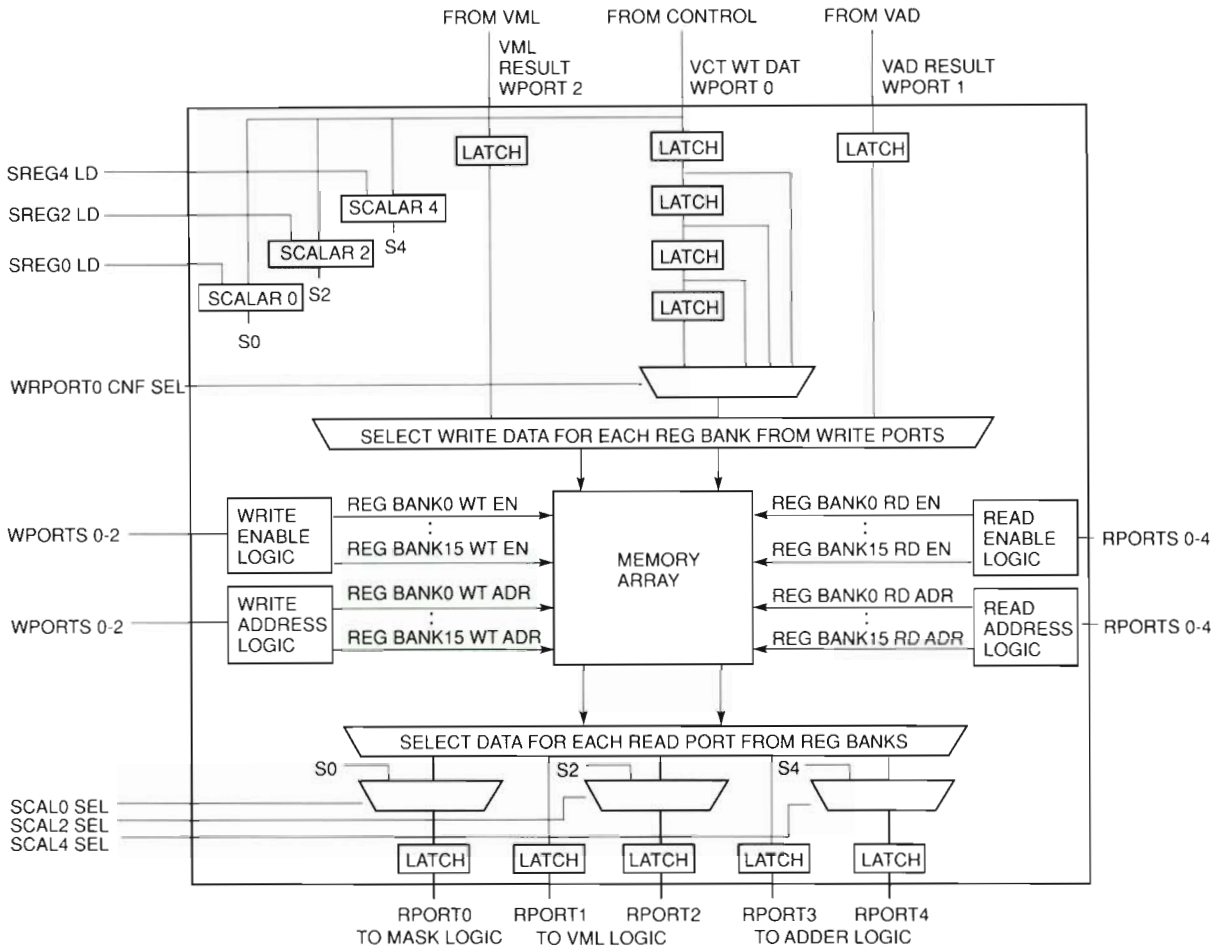 FROM VML
FROM CONTROL
FROM VAD
VML
RESULT
WPORT 2
VCT WT DAT
WPORT 0
VAD RESULT
WPORT 1
LATCH
LATCH
LATCH
SREG4 LD
SCALAR 4
LATCH
SREG2 LD
SCALAR 2
S4
LATCH
SREG0 LD
SCALAR 0
S2
LATCH
S0
WRPORT0 CNF SEL
SELECT WRITE DATA FOR EACH REG BANK FROM WRITE PORTS
WPORTS 0-2
WRITE
ENABLE
LOGIC
REG BANK0 WT EN
:
REG BANK15 WT EN
MEMORY
ARRAY
REG BANK0 RD EN
:
REG BANK15 RD EN
READ
ENABLE
LOGIC
RPORTS 0-4
WPORTS 0-2
WRITE
ADDRESS
LOGIC
REG BANK0 WT ADR
:
REG BANK15 WT ADR
REG BANK0 RD ADR
:
REG BANK15 RD ADR
READ
ADDRESS
LOGIC
RPORTS 0-4
SELECT DATA FOR EACH READ PORT FROM REG BANKS
S0
S2
S4
SCAL0 SEL
SCAL2 SEL
SCAL4 SEL
LATCH
LATCH
LATCH
LATCH
LATCH
RPORT0
RPORT1
RPORT2
RPORT3
RPORT4
TO MASK LOGIC
TO VML LOGIC
TO ADDER LOGIC